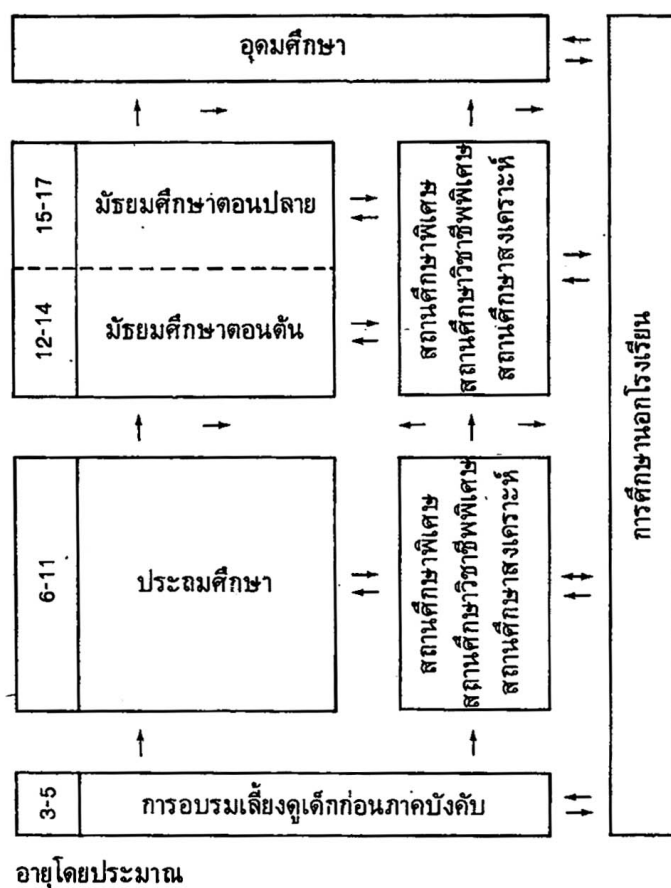 อุดมศึกษา
15-17
มัธยมศึกษาตอนปลาย
12-14
มัธยมศึกษาตอนต้น
สถานศึกษาพิเศษ
สถานศึกษาวิชาชีพพิเศษ
สถานศึกษาสงเคราะห์
6-11
ประถมศึกษา
สถานศึกษาพิเศษ
สถานศึกษาวิชาชีพพิเศษ
สถานศึกษาสงเคราะห์
3-5
การอบรมเลี้ยงดูเด็กก่อนภาคบังคับ
การศึกษานอกโรงเรียน
อายุโดยประมาณ